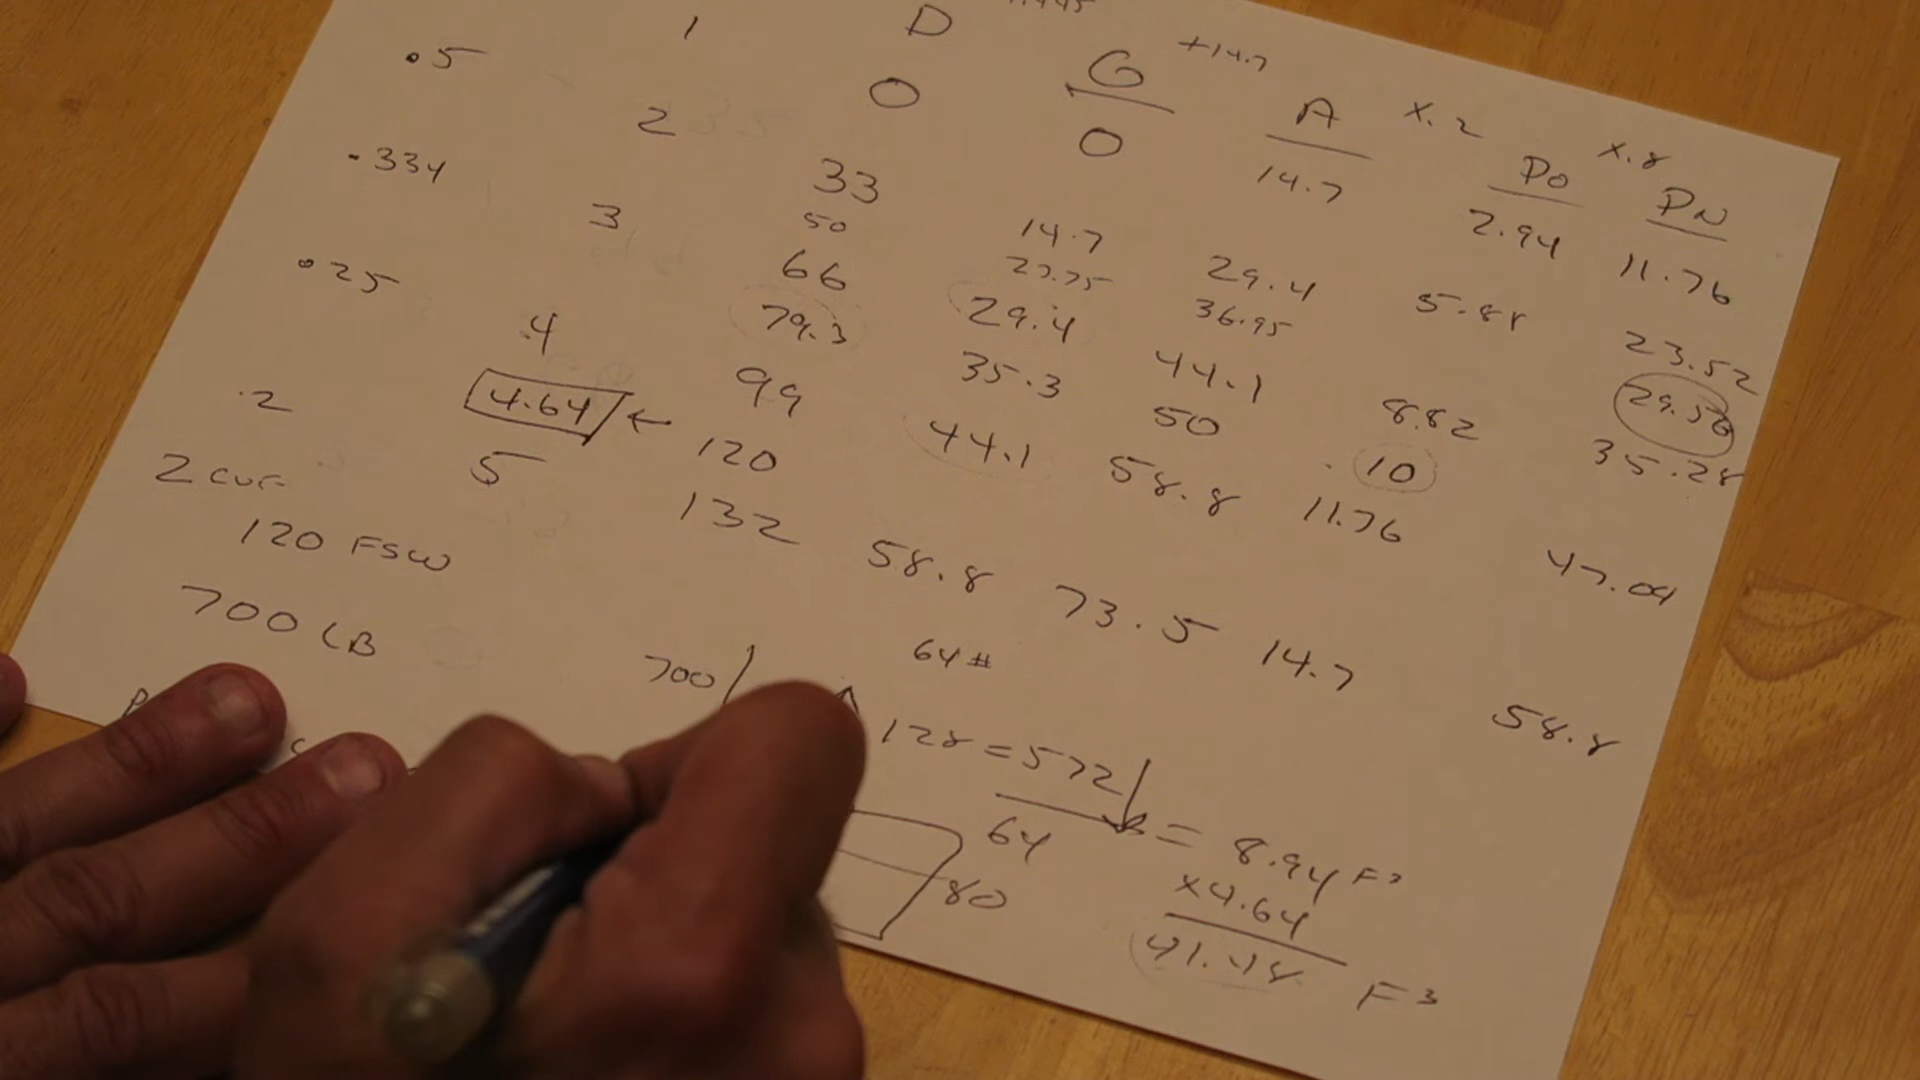 1 D +14.7
.5 G
0 A x.2
2 x.8
.334 0 Po
33 14.7 PN
3 50 14.7 2.94
66 29.4 11.76
.25 79.3 29.4 36.95 5.88
.4 99 35.3 44.1 23.52
.2 4.64 ← 120 44.1 50 8.82
5 58.8 10 35.28
2 CUF 132 11.76
120 FSW 58.8 47.04
700 LB 73.5
700 64# 14.7
128 = 572 58.8
64 = 8.94 F3
80 x4.64
41.48 F3